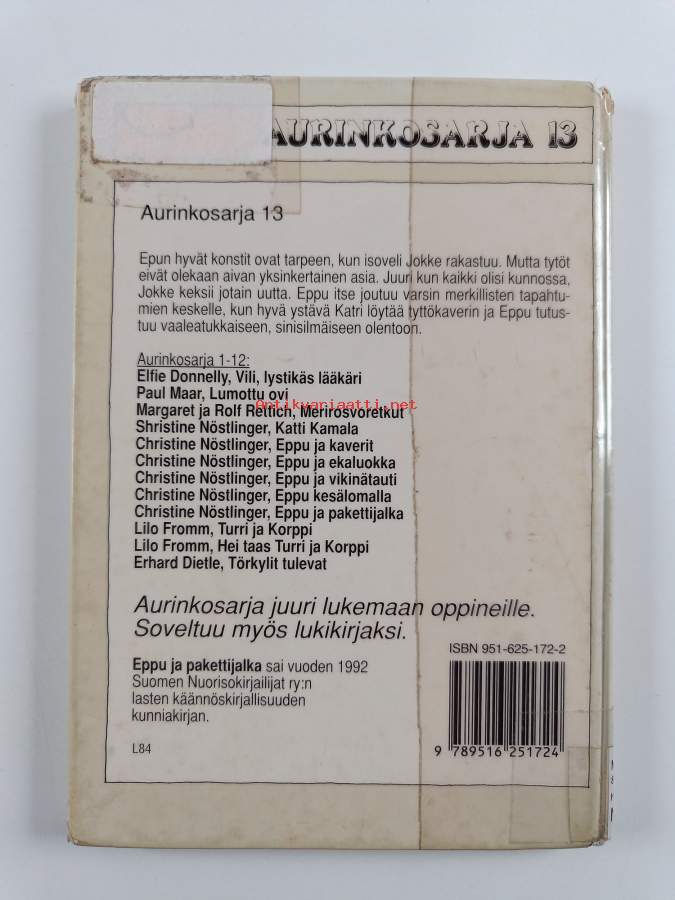 AURINKOSARJA 13
Aurinkosarja 13
Epun hyvät konstit ovat tarpeen, kun isoveli Jokke rakastuu. Mutta tytöt
eivät olekaan aivan yksinkertainen asia. Juuri kun kaikki olisi kunnossa,
Jokke keksii jotain uutta. Eppu itse joutuu varsin merkillisten tapahtu-
mien keskelle, kun hyvä ystävä Katri löytää tyttökaverin ja Eppu tutus-
tuu vaaleatukkaiseen, sinisilmäiseen olentoon.
Aurinkosarja 1-12:
Elfie Donnelly, Vili, lystikäs lääkäri
Paul Maar, Lumottu ovi
Antikvariaatti.net
Margaret ja Rolf Rettich, Merirosvoretkut
Shristine Nöstlinger, Katti Kamala
Christine Nöstlinger, Eppu ja kaverit
Christine Nöstlinger, Eppu ja ekaluokka
Christine Nöstlinger, Eppu ja vikinätauti
Christine Nöstlinger, Eppu kesälomalla
Christine Nöstlinger, Eppu ja pakettijalka
Lilo Fromm, Turri ja Korppi
Lilo Fromm, Hei taas Turri ja Korppi
Erhard Dietle, Törkylit tulevat
Aurinkosarja juuri lukemaan oppineille.
Soveltuu myös lukikirjaksi.
Eppu ja pakettijalka sai vuoden 1992
Suomen Nuorisokirjailijat ry:n
lasten käännöskirjallisuuden
kunniakirjan.
L84
ISBN 951-625-172-2
9 789516 251724